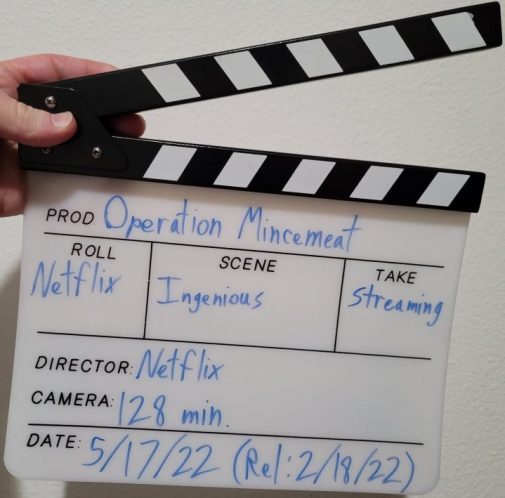 PROD. Operation Mincemeat
ROLL SCENE TAKE
Netflix Ingenious Streaming
DIRECTOR: Netflix
CAMERA: 128 min.
DATE: 5/17/22 (Rel: 2/18/22)